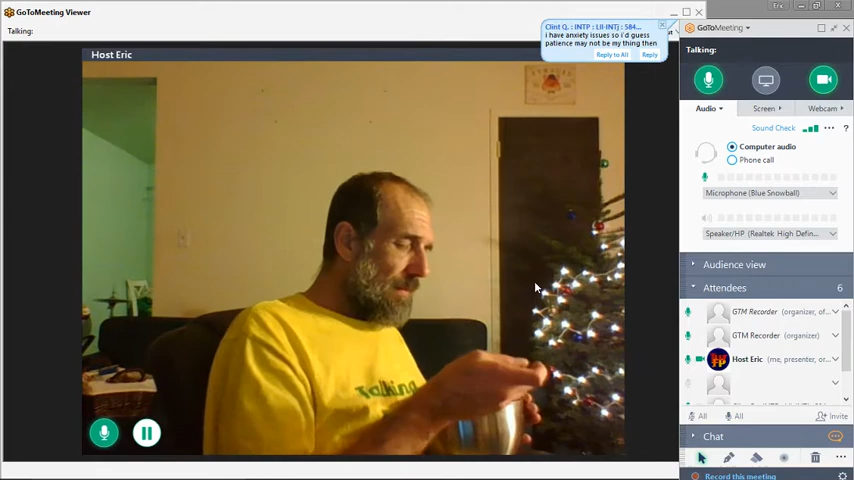 GoToMeeting Viewer
Talking:
Host Eric
Clint Q. : INTP : LII-INTj : 584...
i have anxiety issues so i'd guess
patience may not be my thing then
Reply to All
Reply
Talking
Eric
GoToMeeting
Talking:
Audio
Screen
Webcam
Sound Check
?
Computer audio
Phone call
Microphone (Blue Snowball)
Speaker/HP (Realtek High Defin...
Audience view
Attendees
6
GTM Recorder (organizer, of...
GTM Recorder (organizer)
Host Eric (me, presenter, or...
All
All
Invite
Chat
Record this meeting